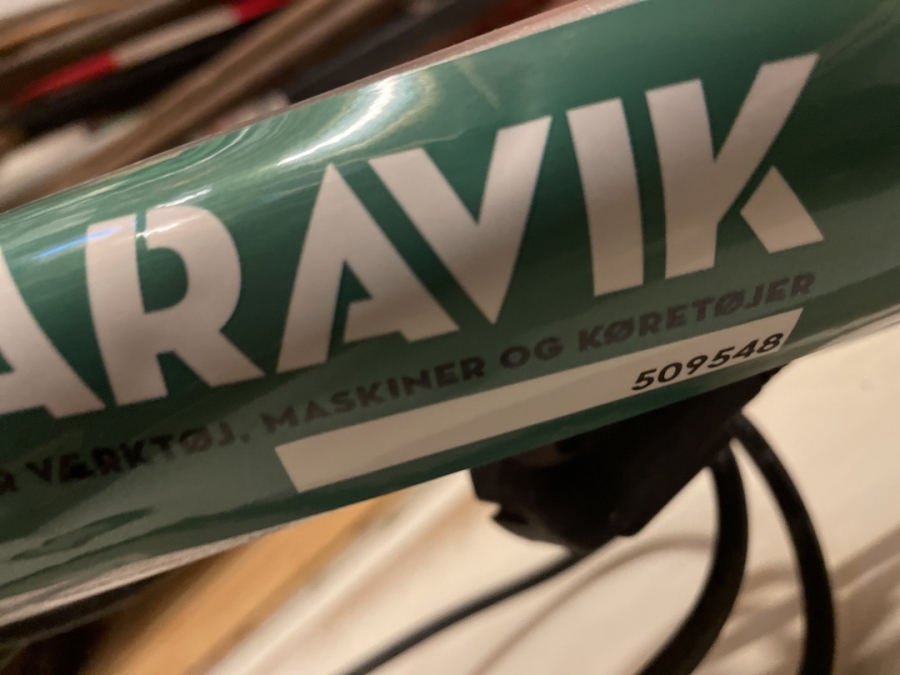 ARAVIK
R VÆRKTØJ, MASKINER OG KØRETØJER
509548